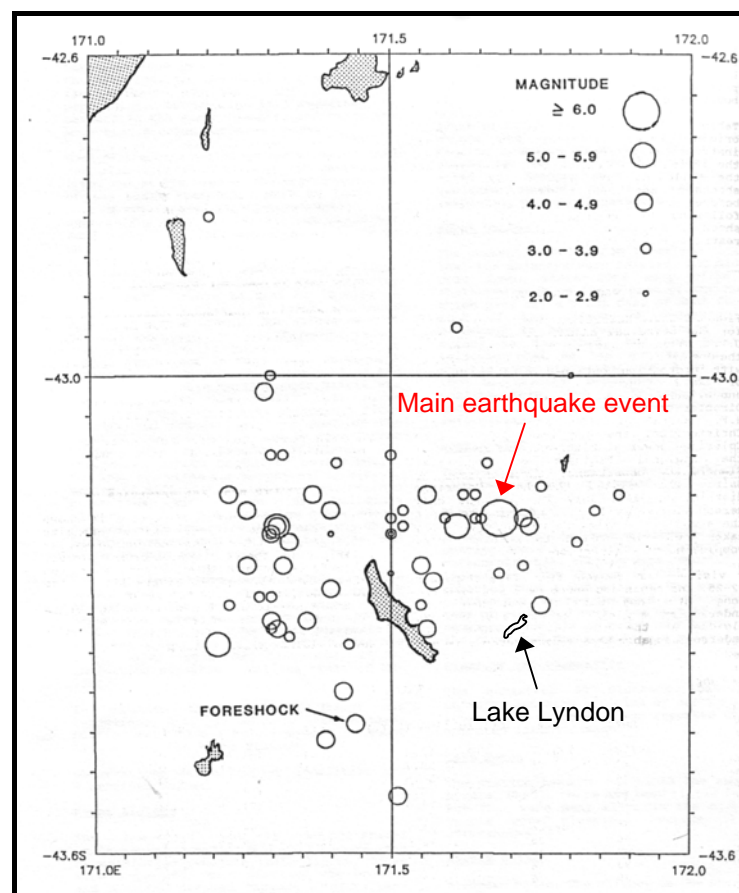 171.0 171.5 172.0
-42.6 -42.6
MAGNITUDE
≥ 6.0
5.0 - 5.9
4.0 - 4.9
3.0 - 3.9
2.0 - 2.9
-43.0 -43.0
Main earthquake event
FORESHOCK
Lake Lyndon
-43.6S -43.6
171.0E 171.5 172.0